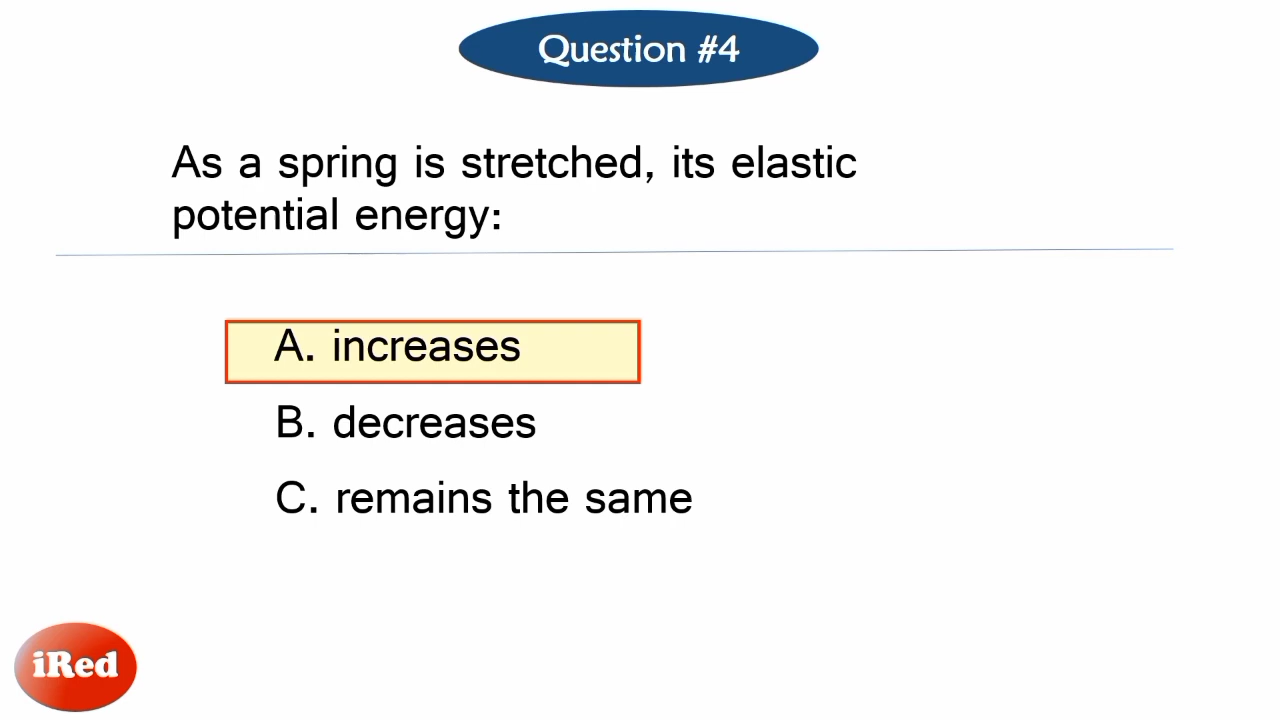 Question #4
As a spring is stretched, its elastic
potential energy:
A. increases
B. decreases
C. remains the same
iRed